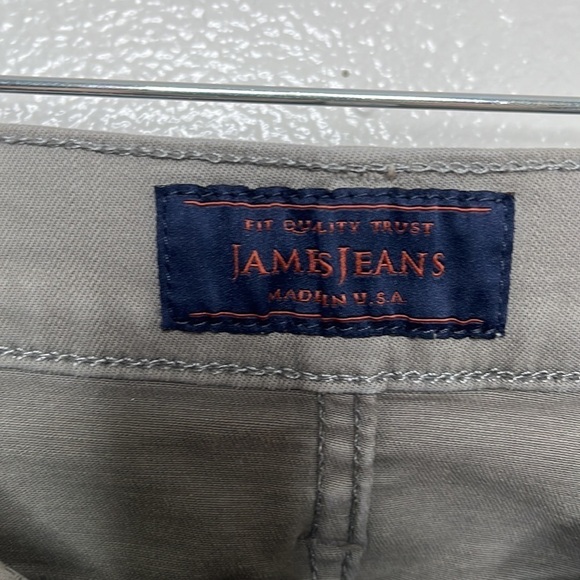 FIT QUALITY TRUST
JAMES JEANS
MADE IN U.S.A